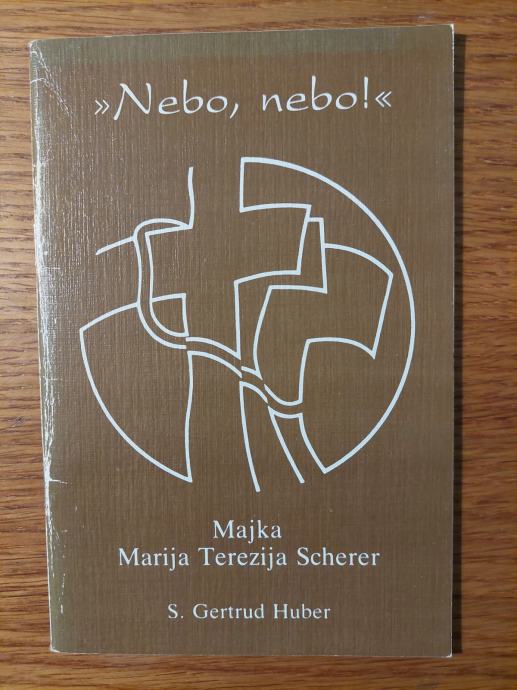 »Nebo, nebo!«
Majka
Marija Terezija Scherer
S. Gertrud Huber